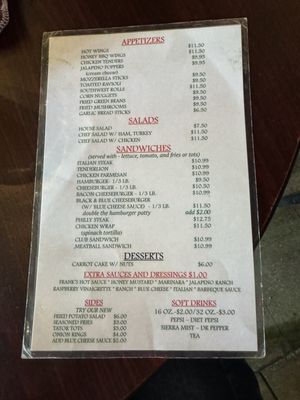 APPETIZERS
HOT WINGS $11.50
HONEY BBQ WINGS $11.50
CHICKEN TENDERS $9.95
JALAPENO POPPERS $9.95
(cream cheese)
MOZZERELLA STICKS $9.50
TOASTED RAVIOLI $9.50
SOUTHWEST ROLLS $11.50
CORN NUGGETS $9.50
FRIED GREEN BEANS $9.50
FRIED MUSHROOMS $9.50
GARLIC BREAD STICKS $6.50
SALADS
HOUSE SALAD $7.50
CHEF SALAD W/ HAM, TURKEY $11.50
CHEF SALAD W/ CHICKEN $11.50
SANDWICHES
(served with - lettuce, tomato, and fries or tots)
ITALIAN STEAK $10.99
TENDERLION $10.99
CHICKEN PARMESAN $10.99
HAMBURGER- 1/3 LB. $9.50
CHEESEBURGER- 1/3 LB. $10.50
BACON CHEESEBURGER- 1/3 LB. $10.99
BLACK & BLUE CHEESEBURGER
(W/ BLUE CHEESE SAUCE) - 1/3 LB. $11.50
double the hamburger patty add $2.00
PHILLY STEAK $12.75
CHICKEN WRAP $11.50
(spinach tortillas)
CLUB SANDWICH $10.99
MEATBALL SANDWICH $10.99
DESSERTS
CARROT CAKE W/ NUTS $6.00
EXTRA SAUCES AND DRESSINGS $1.00
FRANK'S HOT SAUCE * HONEY MUSTARD * MARINARA * JALAPENO RANCH
RASPBERRY VINAIGRETTE * RANCH * BLUE CHEESE * ITALIAN * BARBEQUE SAUCE
SIDES
TRY OUR NEW
FRIED POTATO SALAD $6.00
SEASONED FRIES $3.00
TATOR TOTS $3.00
ONION RINGS $4.00
ADD BLUE CHEESE SAUCE $2.00
SOFT DRINKS
16 OZ.-$2.00/32 OZ.-$3.00
PEPSI ~ DIET PEPSI
SIERRA MIST ~ DR PEPPER
TEA